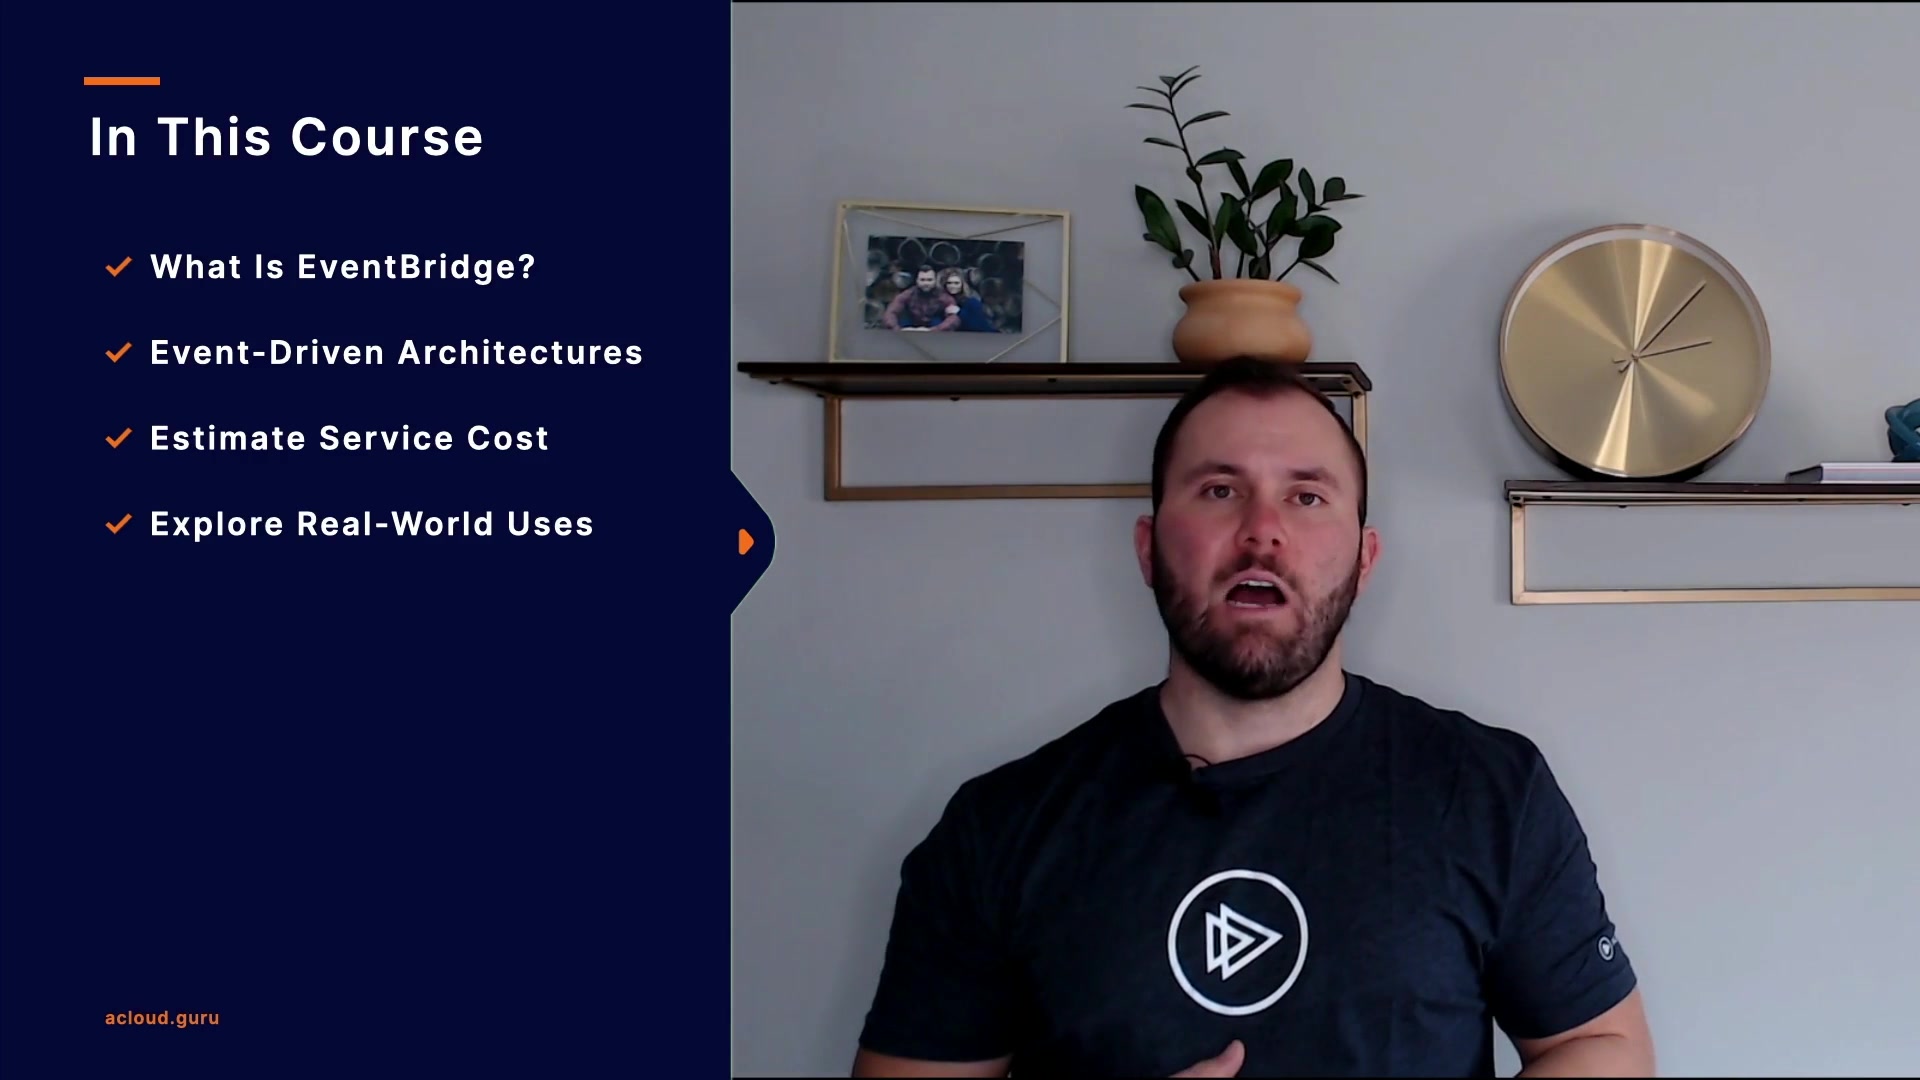 In This Course
What Is EventBridge?
Event-Driven Architectures
Estimate Service Cost
Explore Real-World Uses
acloud.guru